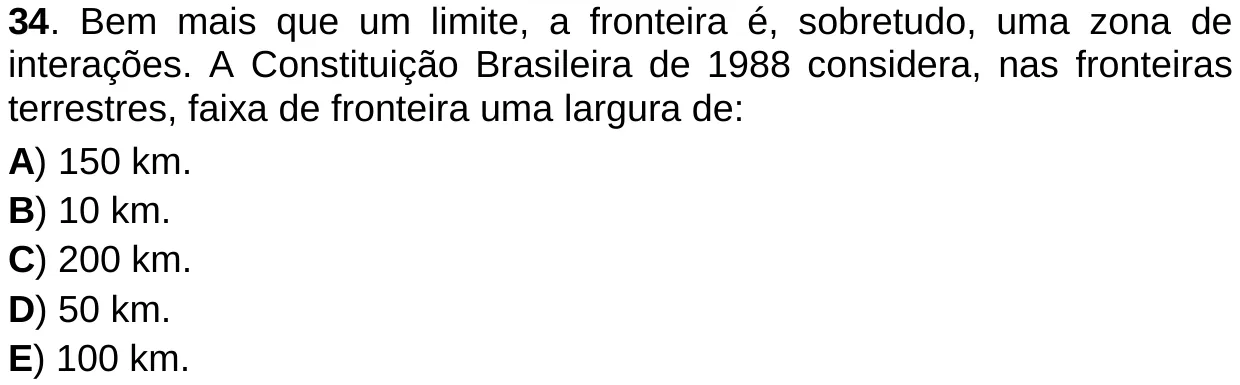 34. Bem mais que um limite, a fronteira é, sobretudo, uma zona de
interações. A Constituição Brasileira de 1988 considera, nas fronteiras
terrestres, faixa de fronteira uma largura de:
A) 150 km.
B) 10 km.
C) 200 km.
D) 50 km.
E) 100 km.